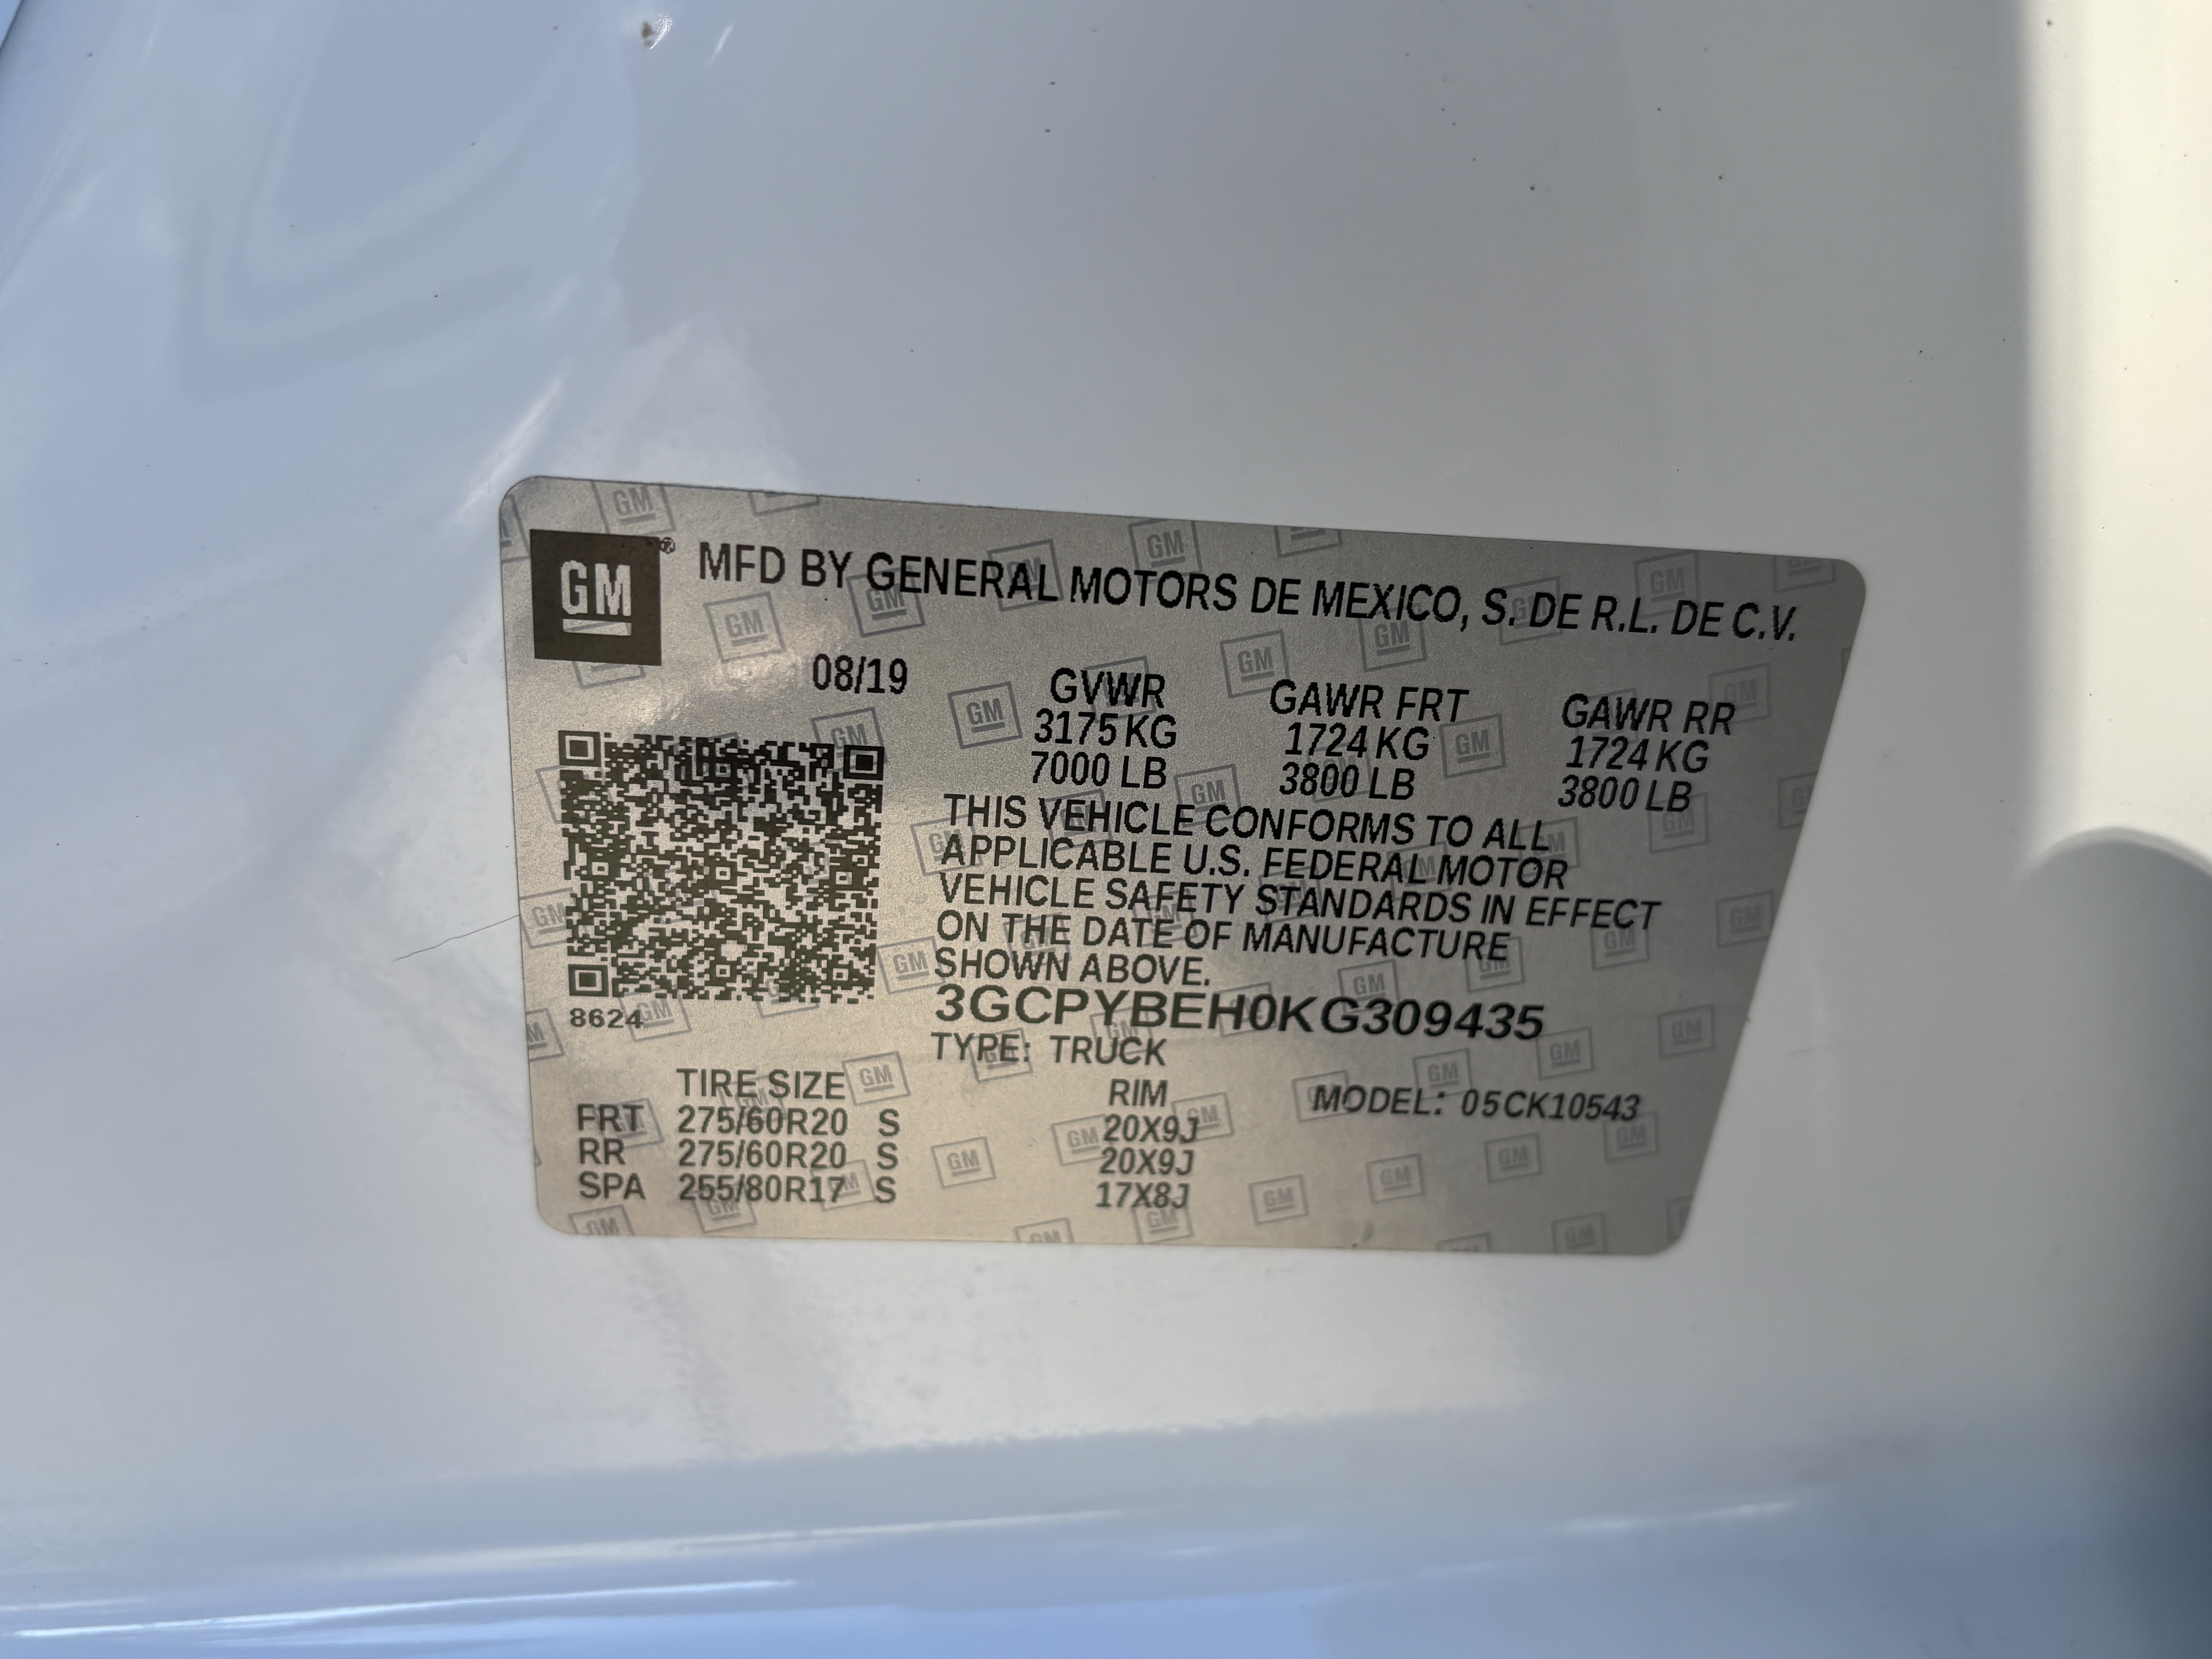 GM ® MFD BY GENERAL MOTORS DE MEXICO, S. DE R.L. DE C.V.
08/19
GVWR GAWR FRT GAWR RR
3175 KG 1724 KG 1724 KG
7000 LB 3800 LB 3800 LB
THIS VEHICLE CONFORMS TO ALL
APPLICABLE U.S. FEDERAL MOTOR
VEHICLE SAFETY STANDARDS IN EFFECT
ON THE DATE OF MANUFACTURE
SHOWN ABOVE.
3GCPYBEH0KG309435
8624
TYPE: TRUCK
TIRE SIZE RIM MODEL: 05CK10543
FRT 275/60R20 S 20X9J
RR 275/60R20 S 20X9J
SPA 255/80R17 S 17X8J